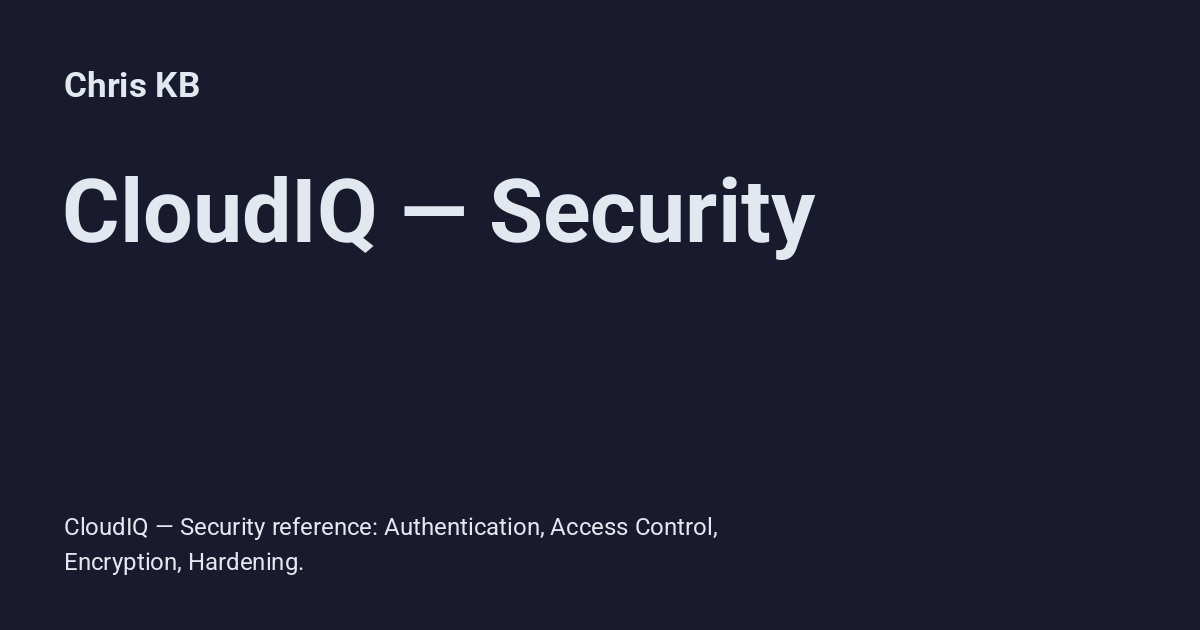 Chris KB
CloudIQ — Security
CloudIQ — Security reference: Authentication, Access Control,
Encryption, Hardening.